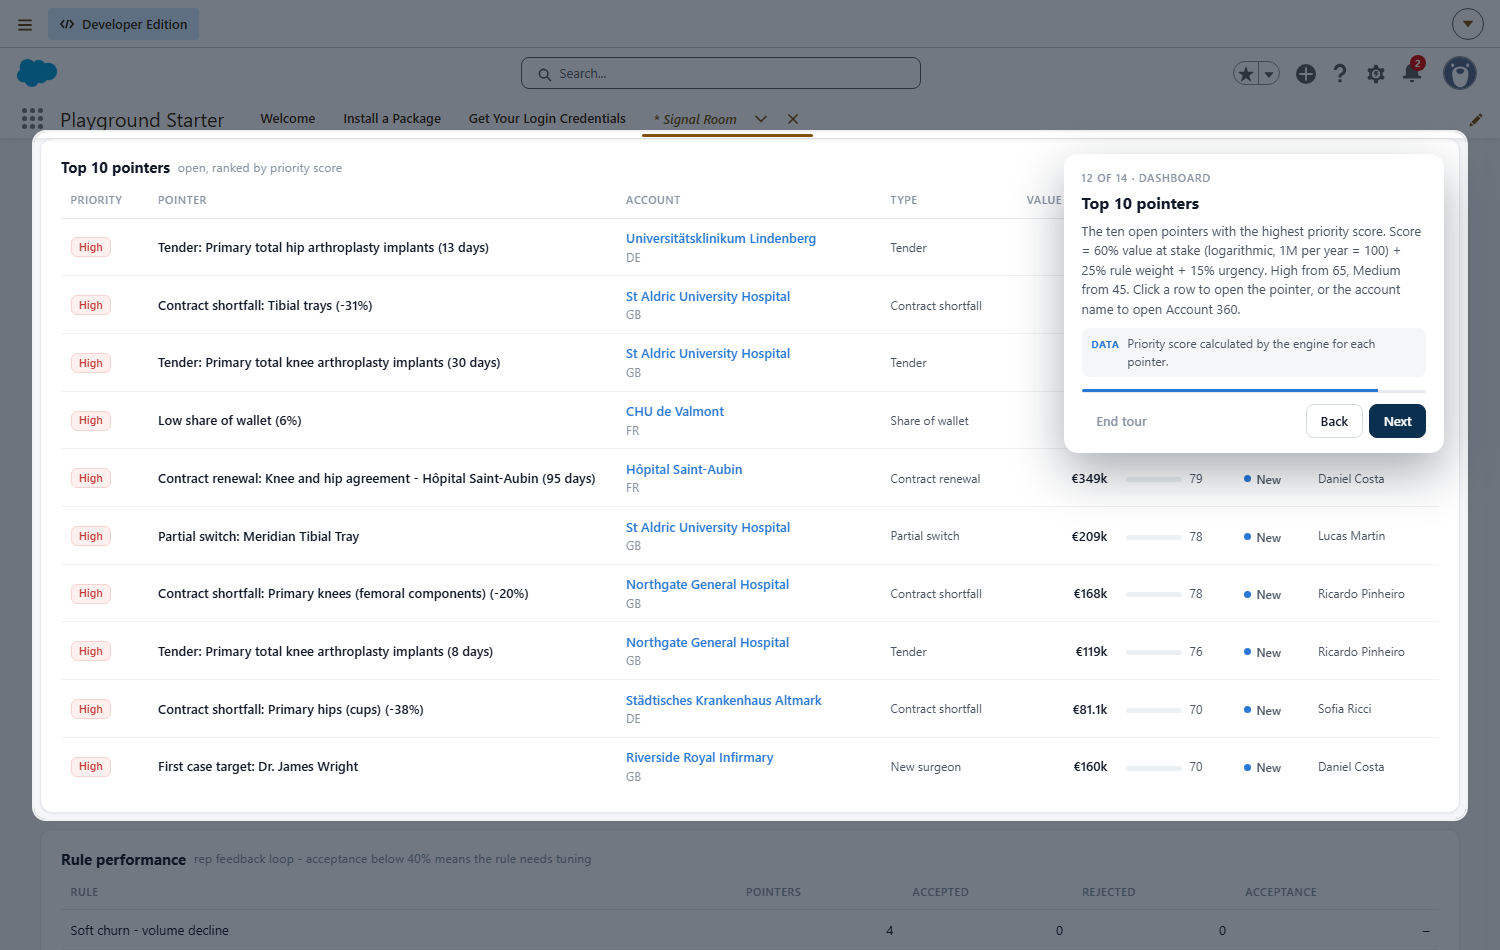 Developer Edition
Search...
2
Playground Starter
Welcome
Install a Package
Get Your Login Credentials
* Signal Room
Top 10 pointers open, ranked by priority score
PRIORITY POINTER ACCOUNT TYPE VALUE
High Tender: Primary total hip arthroplasty implants (13 days) Universitätsklinikum Lindenberg Tender
DE
High Contract shortfall: Tibial trays (-31%) St Aldric University Hospital Contract shortfall
GB
High Tender: Primary total knee arthroplasty implants (30 days) St Aldric University Hospital Tender
GB
High Low share of wallet (6%) CHU de Valmont Share of wallet
FR
High Contract renewal: Knee and hip agreement - Hôpital Saint-Aubin (95 days) Hôpital Saint-Aubin Contract renewal €349k 79 New Daniel Costa
FR
High Partial switch: Meridian Tibial Tray St Aldric University Hospital Partial switch €209k 78 New Lucas Martin
GB
High Contract shortfall: Primary knees (femoral components) (-20%) Northgate General Hospital Contract shortfall €168k 78 New Ricardo Pinheiro
GB
High Tender: Primary total knee arthroplasty implants (8 days) Northgate General Hospital Tender €119k 76 New Ricardo Pinheiro
GB
High Contract shortfall: Primary hips (cups) (-38%) Städtisches Krankenhaus Altmark Contract shortfall €81.1k 70 New Sofia Ricci
DE
High First case target: Dr. James Wright Riverside Royal Infirmary New surgeon €160k 70 New Daniel Costa
GB
12 OF 14 · DASHBOARD
Top 10 pointers
The ten open pointers with the highest priority score. Score
= 60% value at stake (logarithmic, 1M per year = 100) +
25% rule weight + 15% urgency. High from 65, Medium
from 45. Click a row to open the pointer, or the account
name to open Account 360.
DATA Priority score calculated by the engine for each
pointer.
End tour
Back
Next
Rule performance rep feedback loop - acceptance below 40% means the rule needs tuning
RULE POINTERS ACCEPTED REJECTED ACCEPTANCE
Soft churn - volume decline 4 0 0 –